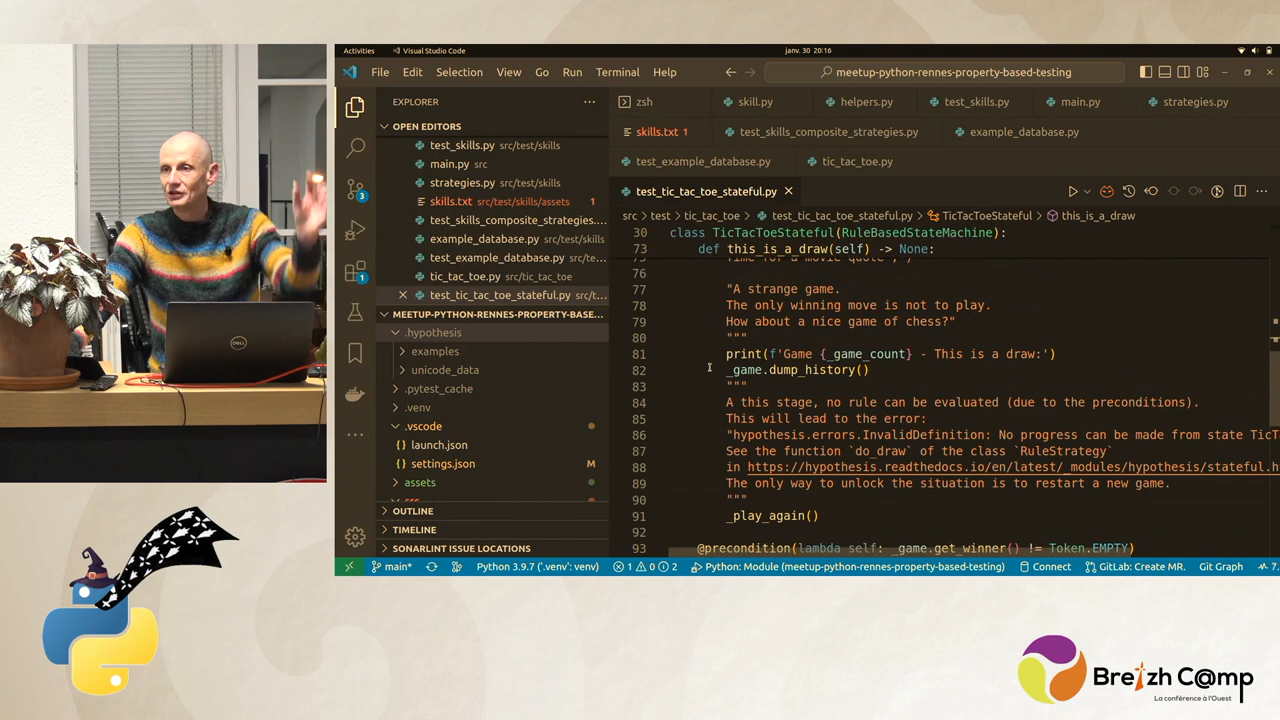 Activities
Visual Studio Code
janv. 30 20:16
File Edit Selection View Go Run Terminal Help
meetup-python-rennes-property-based-testing
EXPLORER
OPEN EDITORS
test_skills.py src/test/skills
main.py src
strategies.py src/test/skills
skills.txt src/test/skills/assets 1
test_skills_composite_strategies....
example_database.py src/test/skills
test_example_database.py src/te...
tic_tac_toe.py src/tic_tac_toe
test_tic_tac_toe_stateful.py src/t...
MEETUP-PYTHON-RENNES-PROPERTY-BASE...
.hypothesis
examples
unicode_data
.pytest_cache
.venv
.vscode
launch.json
settings.json M
assets
OUTLINE
TIMELINE
SONARLINT ISSUE LOCATIONS
3
1
zsh skill.py helpers.py test_skills.py main.py strategies.py
skills.txt 1 test_skills_composite_strategies.py example_database.py
test_example_database.py tic_tac_toe.py
test_tic_tac_toe_stateful.py
src > test > tic_tac_toe > test_tic_tac_toe_stateful.py > TicTacToeStateful > this_is_a_draw
30 class TicTacToeStateful(RuleBasedStateMachine):
73 def this_is_a_draw(self) -> None:
75 Time for a movie quote ;)
76
77 "A strange game.
78 The only winning move is not to play.
79 How about a nice game of chess?"
80 """
81 print(f'Game {_game_count} - This is a draw:')
82 _game.dump_history()
83 """
84 A this stage, no rule can be evaluated (due to the preconditions).
85 This will lead to the error:
86 "hypothesis.errors.InvalidDefinition: No progress can be made from state TicT
87 See the function `do_draw` of the class `RuleStrategy`
88 in https://hypothesis.readthedocs.io/en/latest/_modules/hypothesis/stateful.h
89 The only way to unlock the situation is to restart a new game.
90 """
91 _play_again()
92
93 @precondition(lambda self: _game.get_winner() != Token.EMPTY)
main* Python 3.9.7 ('.venv': venv) 1 0 2 Python: Module (meetup-python-rennes-property-based-testing) Connect GitLab: Create MR. Git Graph 7.
DELL
Breizh C@mp
La conférence à l'Ouest